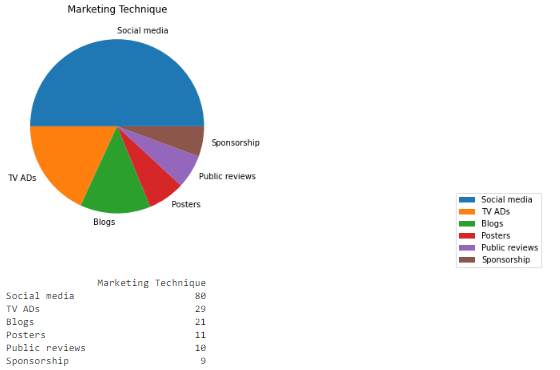 Marketing Technique
Social media
TV ADs
Blogs
Posters
Public reviews
Sponsorship
Social media
TV ADs
Blogs
Posters
Public reviews
Sponsorship
Marketing Technique
Social media 80
TV ADs 29
Blogs 21
Posters 11
Public reviews 10
Sponsorship 9